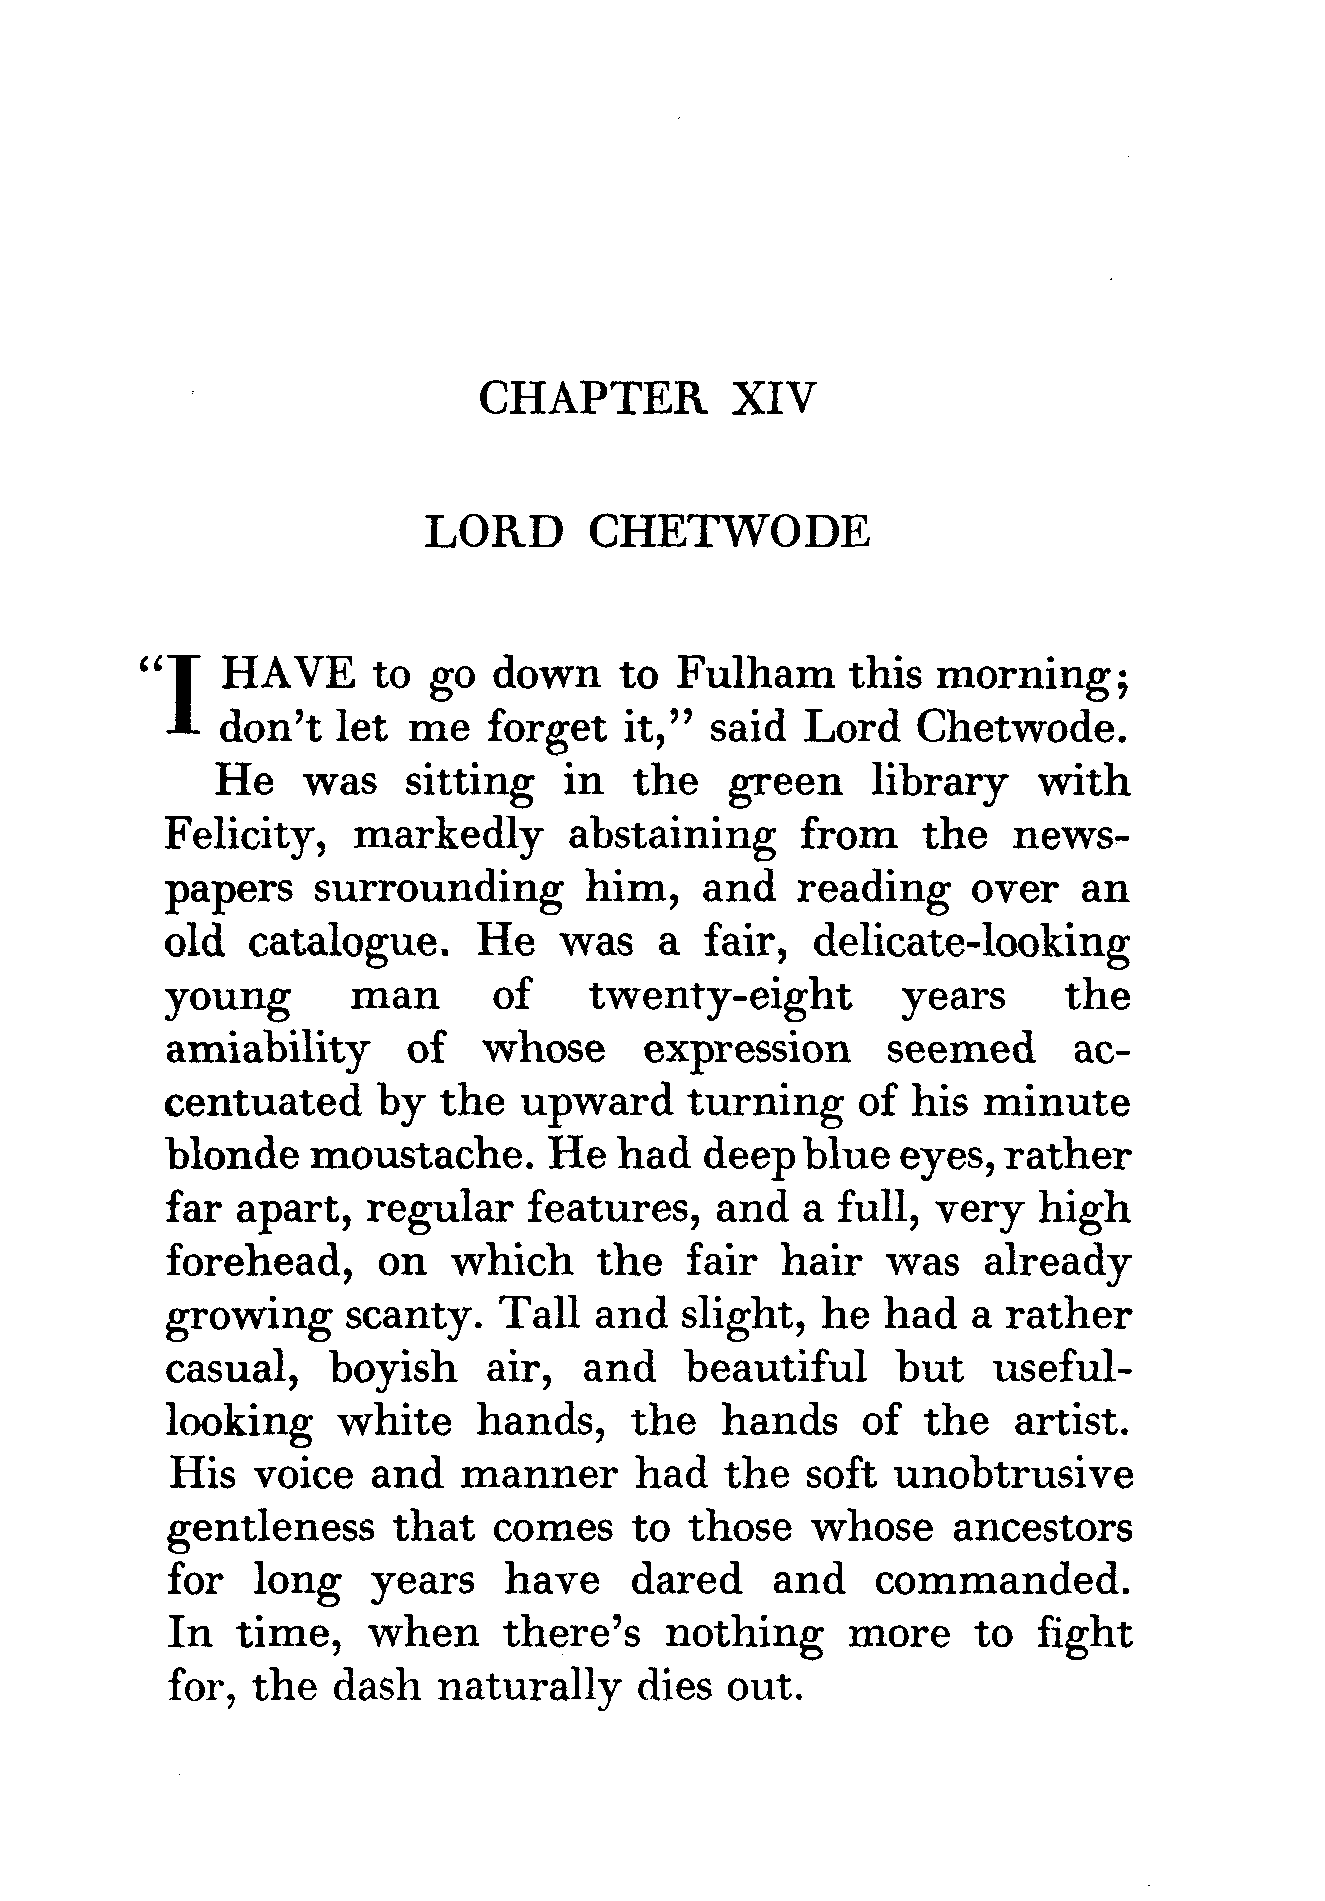 CHAPTER XIV
LORD CHETWODE
“I HAVE to go down to Fulham this morning;
don't let me forget it,” said Lord Chetwode.
He was sitting in the green library with
Felicity, markedly abstaining from the news-
papers surrounding him, and reading over an
old catalogue. He was a fair, delicate-looking
young man of twenty-eight years the
amiability of whose expression seemed ac-
centuated by the upward turning of his minute
blonde moustache. He had deep blue eyes, rather
far apart, regular features, and a full, very high
forehead, on which the fair hair was already
growing scanty. Tall and slight, he had a rather
casual, boyish air, and beautiful but useful-
looking white hands, the hands of the artist.
His voice and manner had the soft unobtrusive
gentleness that comes to those whose ancestors
for long years have dared and commanded.
In time, when there's nothing more to fight
for, the dash naturally dies out.